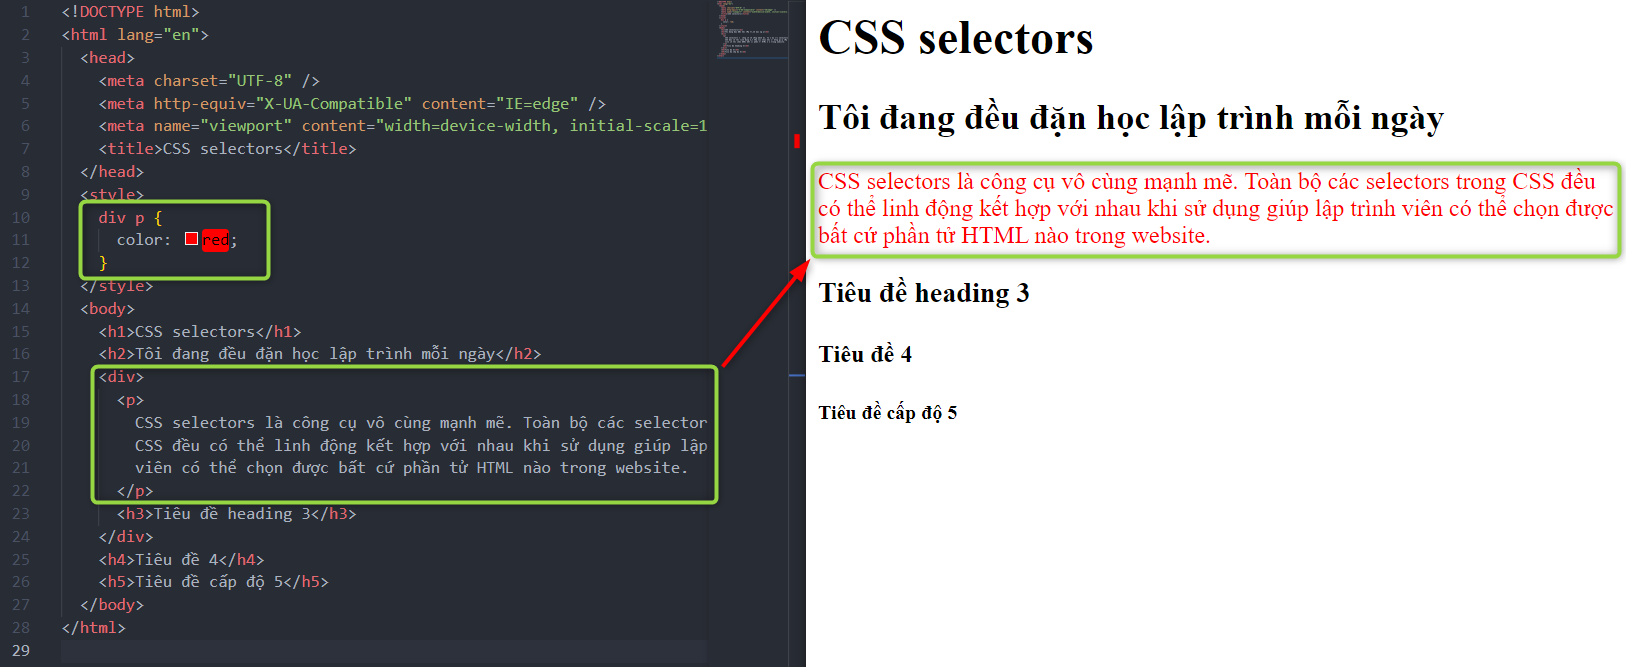 1 <!DOCTYPE html>
2 <html lang="en">
3 <head>
4 <meta charset="UTF-8" />
5 <meta http-equiv="X-UA-Compatible" content="IE=edge" />
6 <meta name="viewport" content="width=device-width, initial-scale=1
7 <title>CSS selectors</title>
8 </head>
9 <style>
10 div p {
11 color: red;
12 }
13 </style>
14 <body>
15 <h1>CSS selectors</h1>
16 <h2>Tôi đang đều đặn học lập trình mỗi ngày</h2>
17 <div>
18 <p>
19 CSS selectors là công cụ vô cùng mạnh mẽ. Toàn bộ các selector
20 CSS đều có thể linh động kết hợp với nhau khi sử dụng giúp lập
21 viên có thể chọn được bất cứ phần tử HTML nào trong website.
22 </p>
23 <h3>Tiêu đề heading 3</h3>
24 </div>
25 <h4>Tiêu đề 4</h4>
26 <h5>Tiêu đề cấp độ 5</h5>
27 </body>
28 </html>
29
CSS selectors
Tôi đang đều đặn học lập trình mỗi ngày
CSS selectors là công cụ vô cùng mạnh mẽ. Toàn bộ các selectors trong CSS đều
có thể linh động kết hợp với nhau khi sử dụng giúp lập trình viên có thể chọn được
bất cứ phần tử HTML nào trong website.
Tiêu đề heading 3
Tiêu đề 4
Tiêu đề cấp độ 5